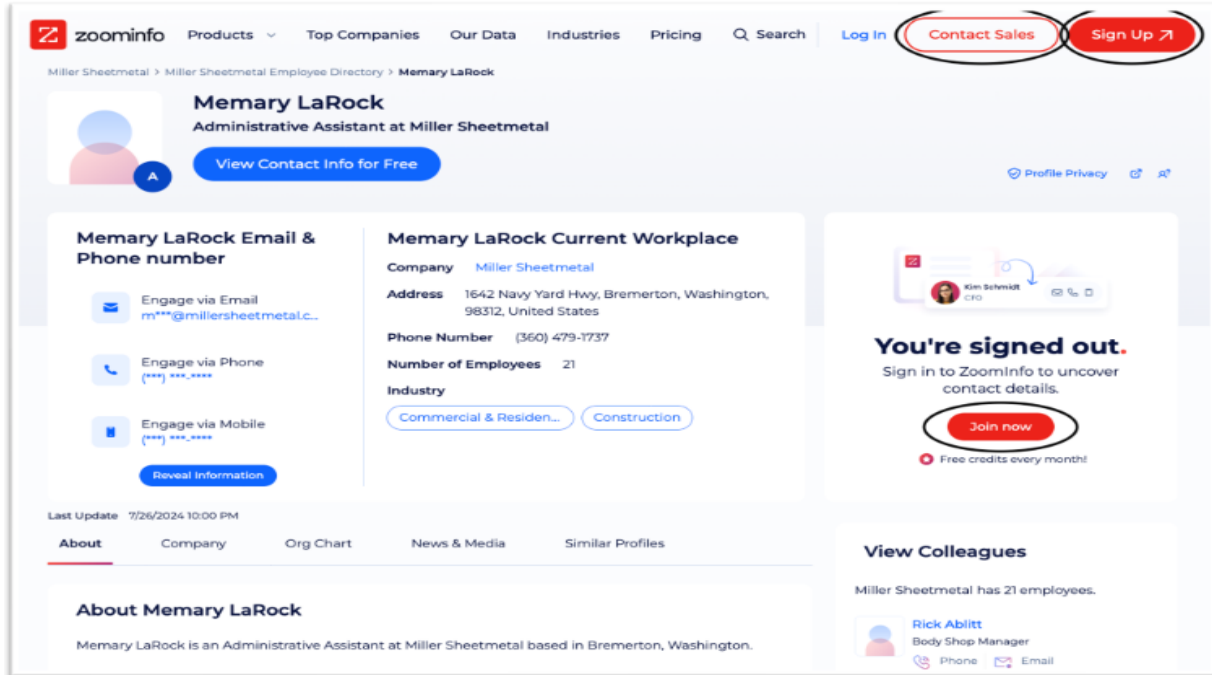 zoominfo Products Top Companies Our Data Industries Pricing Search Log In Contact Sales Sign Up
Miller Sheetmetal > Miller Sheetmetal Employee Directory > Memary LaRock
Memary LaRock
Administrative Assistant at Miller Sheetmetal
View Contact Info for Free
A
Profile Privacy
Memary LaRock Email &
Phone number
Engage via Email
m***@millersheetmetal.c...
Engage via Phone
(***) ***-****
Engage via Mobile
(***) ***-****
Reveal Information
Memary LaRock Current Workplace
Company Miller Sheetmetal
Address 1642 Navy Yard Hwy, Bremerton, Washington,
98312, United States
Phone Number (360) 479-1737
Number of Employees 21
Industry
Commercial & Residen... Construction
Kim Schmidt
CFO
You're signed out.
Sign in to ZoomInfo to uncover
contact details.
Join now
Free credits every month!
Last Update 7/26/2024 10:00 PM
About Company Org Chart News & Media Similar Profiles
About Memary LaRock
Memary LaRock is an Administrative Assistant at Miller Sheetmetal based in Bremerton, Washington.
View Colleagues
Miller Sheetmetal has 21 employees.
Rick Ablitt
Body Shop Manager
Phone Email